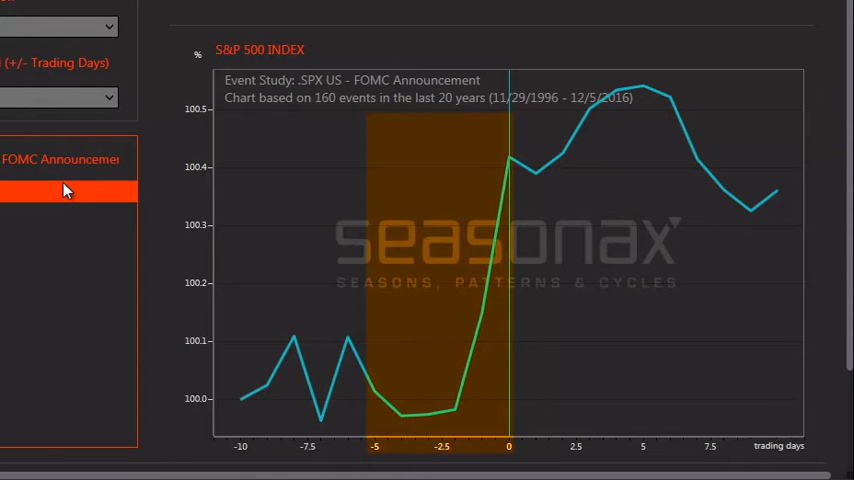 (+/- Trading Days)
FOMC Announcemer
%
S&P 500 INDEX
Event Study: .SPX US - FOMC Announcement
Chart based on 160 events in the last 20 years (11/29/1996 - 12/5/2016)
100.5
100.4
100.3
100.2
100.1
100.0
seasonax
SEASONS, PATTERNS & CYCLES
-10 -7.5 -5 -2.5 0 2.5 5 7.5 trading days